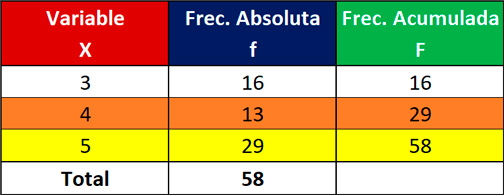 Variable Frec. Absoluta Frec. Acumulada
X f F
3 16 16
4 13 29
5 29 58
Total 58